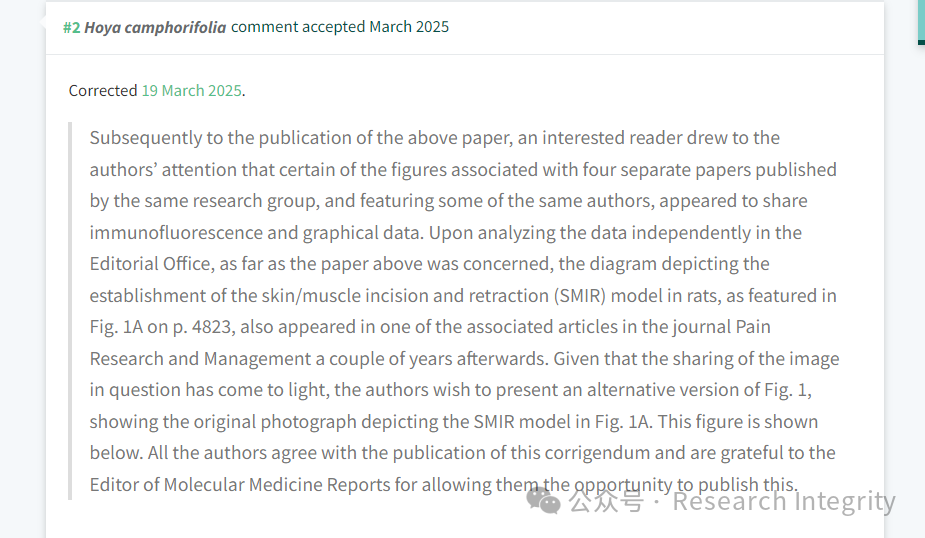 #2 Hoya camphorifolia comment accepted March 2025
Corrected 19 March 2025.
Subsequently to the publication of the above paper, an interested reader drew to the
authors’ attention that certain of the figures associated with four separate papers published
by the same research group, and featuring some of the same authors, appeared to share
immunofluorescence and graphical data. Upon analyzing the data independently in the
Editorial Office, as far as the paper above was concerned, the diagram depicting the
establishment of the skin/muscle incision and retraction (SMIR) model in rats, as featured in
Fig. 1A on p. 4823, also appeared in one of the associated articles in the journal Pain
Research and Management a couple of years afterwards. Given that the sharing of the image
in question has come to light, the authors wish to present an alternative version of Fig. 1,
showing the original photograph depicting the SMIR model in Fig. 1A. This figure is shown
below. All the authors agree with the publication of this corrigendum and are grateful to the
Editor of Molecular Medicine Reports for allowing them the opportunity to publish this.
公众号 · Research Integrity